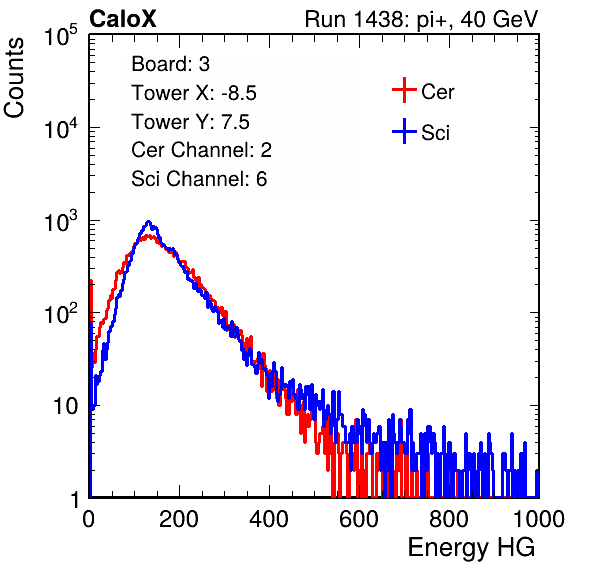 CaloX Run 1438: pi+, 40 GeV
Counts
Board: 3
Tower X: -8.5
Tower Y: 7.5
Cer Channel: 2
Sci Channel: 6
Cer
Sci
10^5
10^4
10^3
10^2
10
1
0 200 400 600 800 1000
Energy HG